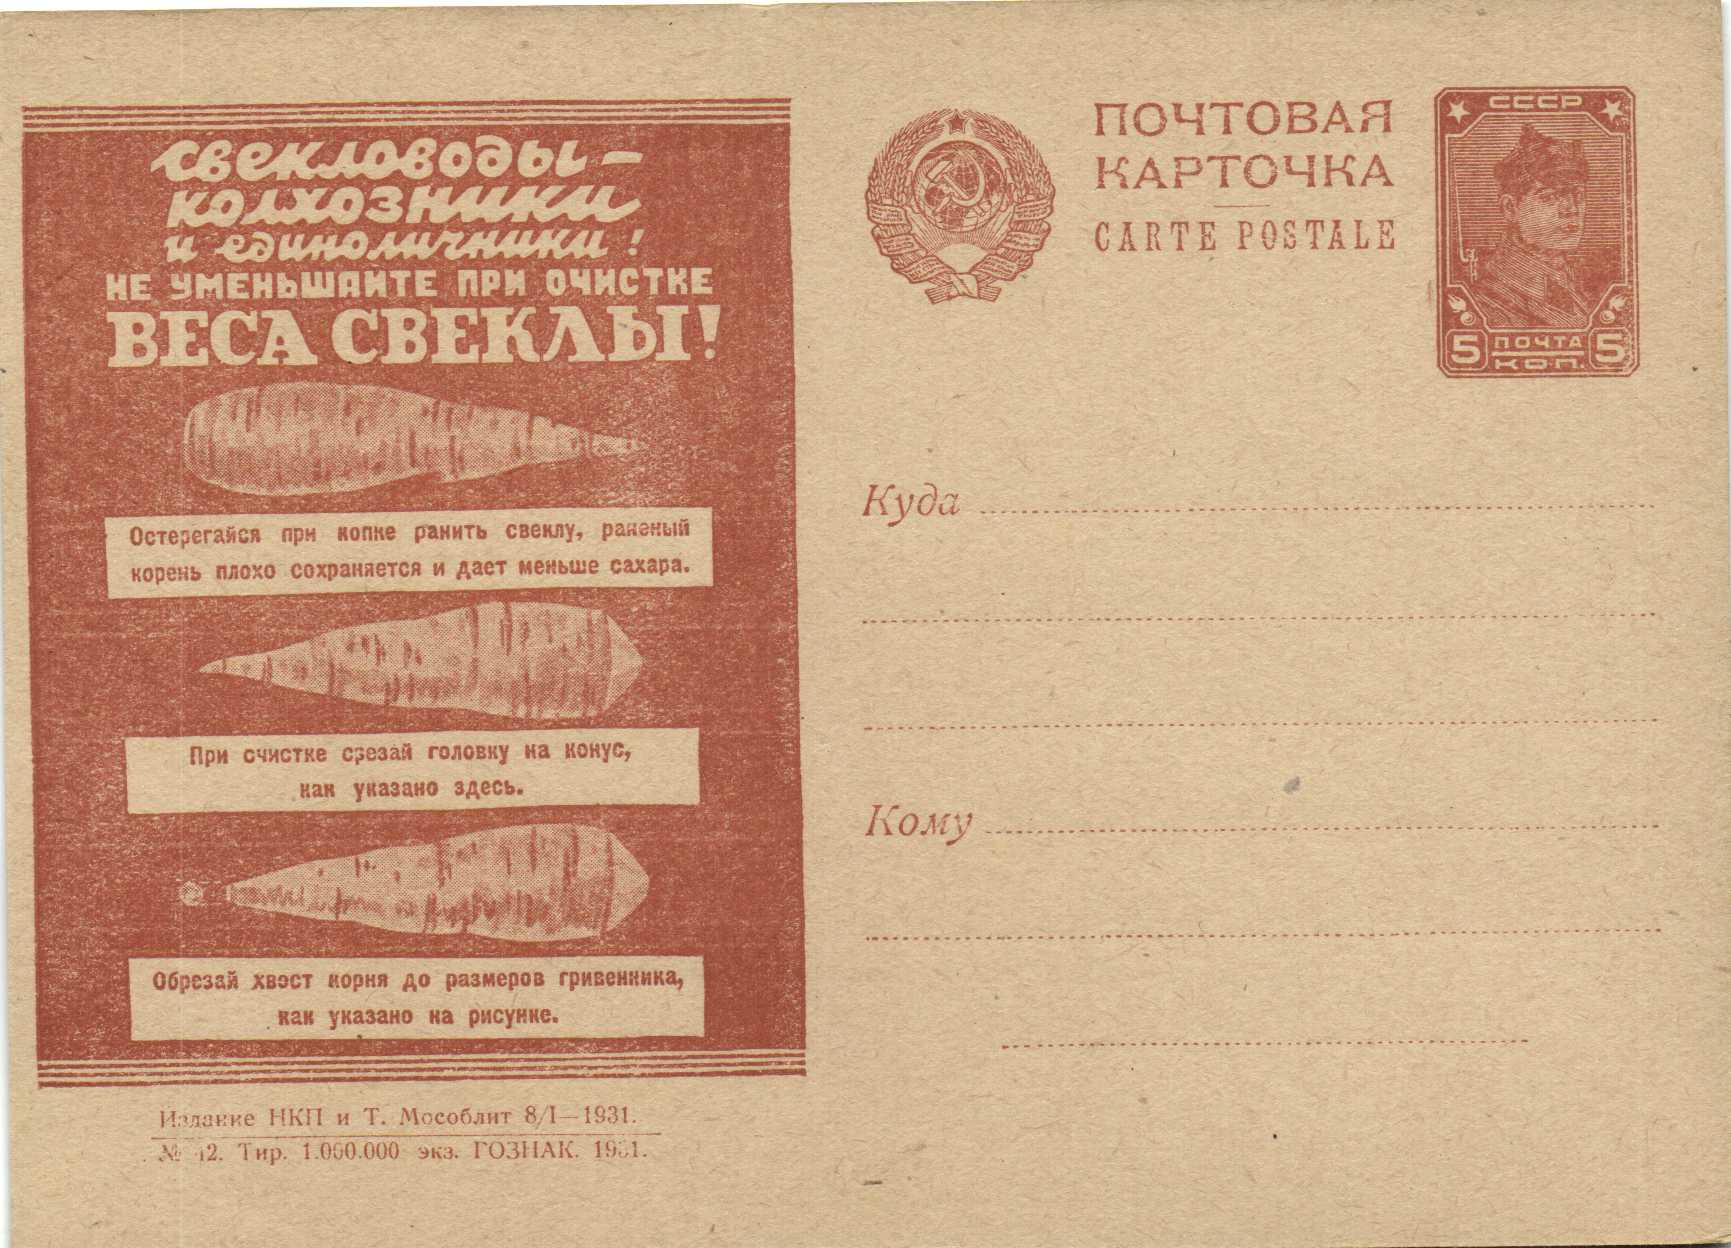 Свекловоды –
колхозники
и единоличники!
НЕ УМЕНЬШАЙТЕ ПРИ ОЧИСТКЕ
ВЕСА СВЕКЛЫ!
Остерегайся при копке ранить свеклу, раненый
корень плохо сохраняется и дает меньше сахара.
При очистке срезай головку на конус,
как указано здесь.
Обрезай хвост корня до размеров гривенника,
как указано на рисунке.
Издание НКП и Т. Мособлит 8/I—1931.
№ 12. Тир. 1.000.000 экз. ГОЗНАК. 1931.
ПОЧТОВАЯ
КАРТОЧКА
CARTE POSTALE
СССР
5 ПОЧТА 5
КОП.
Куда
Кому